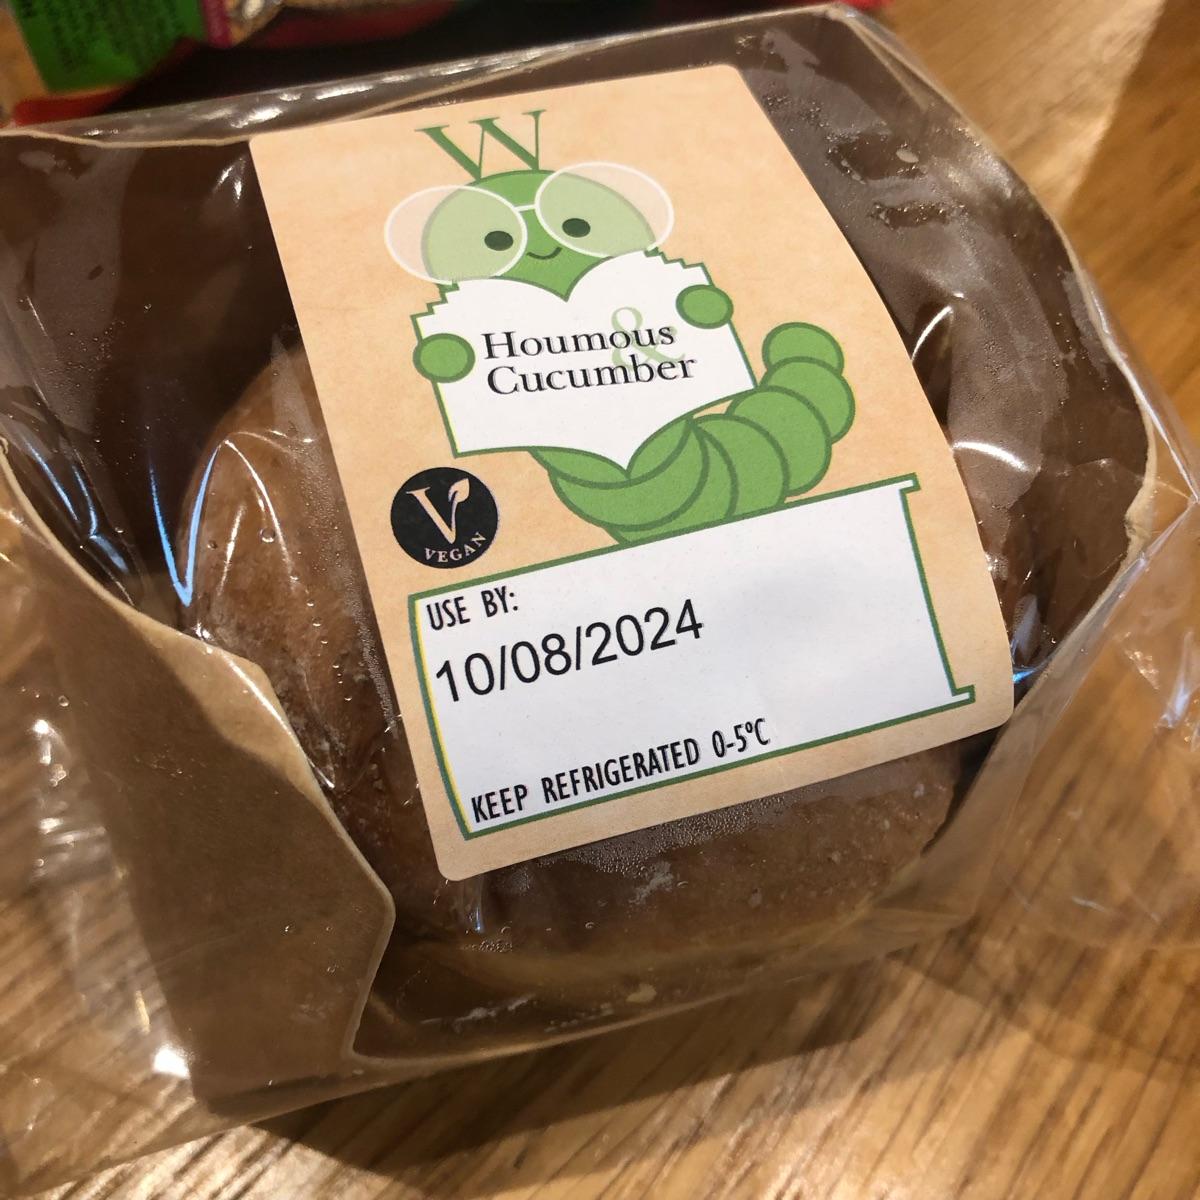 W
Houmous
&
Cucumber
V
VEGAN
USE BY:
10/08/2024
KEEP REFRIGERATED 0-5°C